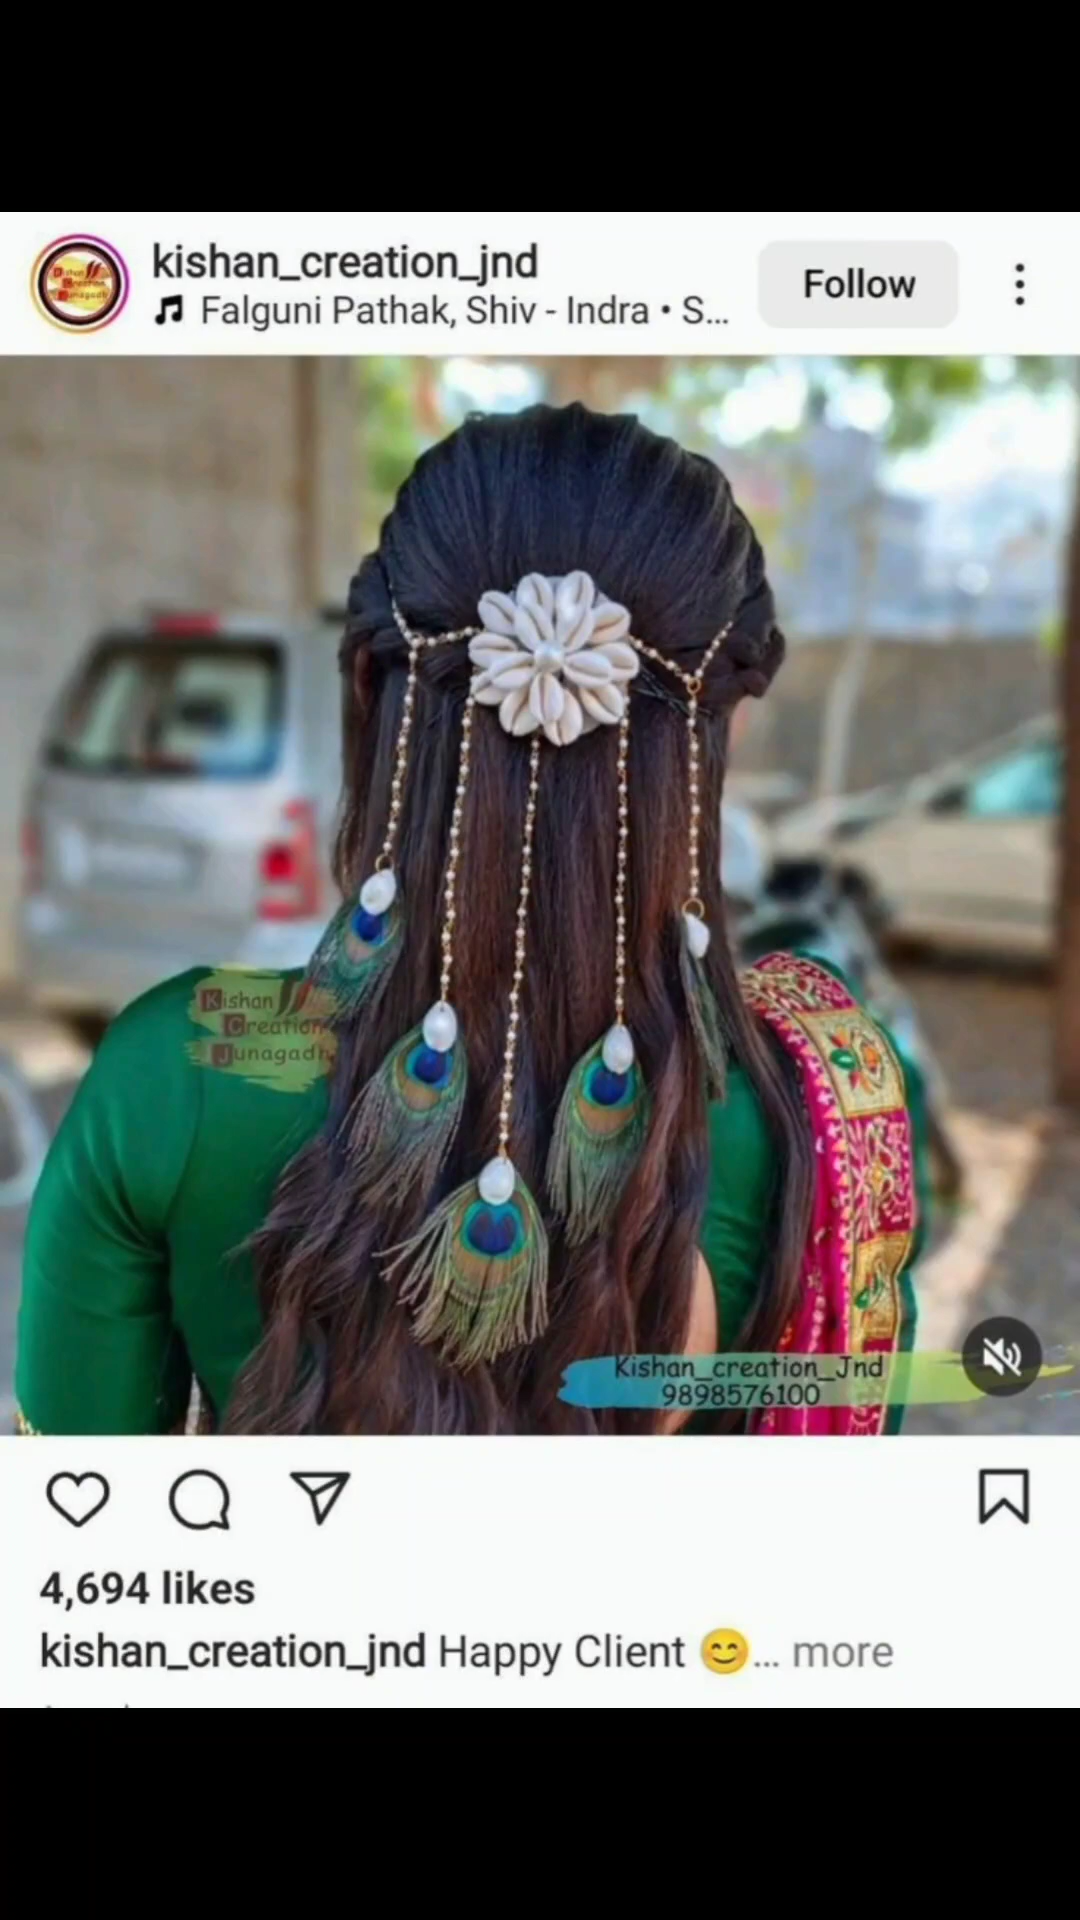 kishan_creation_jnd
Falguni Pathak, Shiv - Indra • S...
Follow
Kishan
Creation
Junagadh
Kishan_creation_Jnd
9898576100
4,694 likes
kishan_creation_jnd Happy Client 😊... more